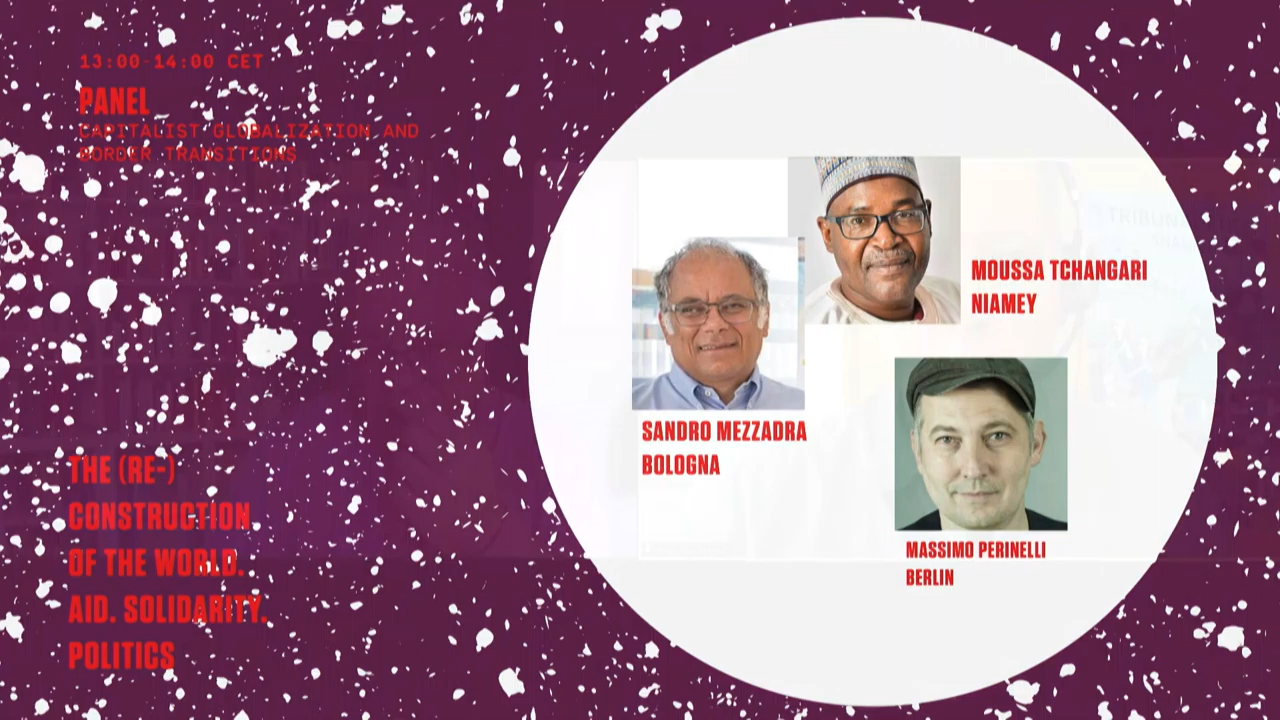 13:00-14:00 CET
PANEL
CAPITALIST GLOBALIZATION AND
BORDER TRANSITIONS
THE (RE-)
CONSTRUCTION
OF THE WORLD.
AID. SOLIDARITY.
POLITICS
MOUSSA TCHANGARI
NIAMEY
SANDRO MEZZADRA
BOLOGNA
MASSIMO PERINELLI
BERLIN